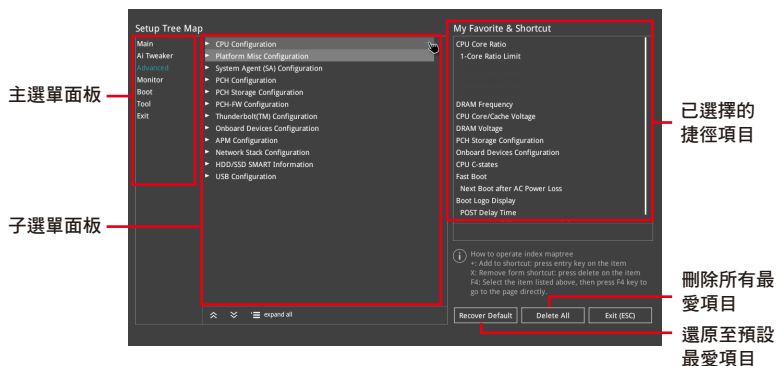 Setup Tree Map
My Favorite & Shortcut
主選單面板
Main
Ai Tweaker
Advanced
Monitor
Boot
Tool
Exit
子選單面板
CPU Configuration
Platform Misc Configuration
System Agent (SA) Configuration
PCH Configuration
PCH Storage Configuration
PCH-FW Configuration
Thunderbolt(TM) Configuration
Onboard Devices Configuration
APM Configuration
Network Stack Configuration
HDD/SSD SMART Information
USB Configuration
expand all
CPU Core Ratio
1-Core Ratio Limit
DRAM Frequency
CPU Core/Cache Voltage
DRAM Voltage
PCH Storage Configuration
Onboard Devices Configuration
CPU C-states
Fast Boot
Next Boot after AC Power Loss
Boot Logo Display
POST Delay Time
已選擇的
捷徑項目
How to operate index maptree
+: Add to shortcut: press entry key on the item
X: Remove form shortcut: press delete on the item
F4: Select the item listed above, then press F4 key to
go to the page directly.
Recover Default
Delete All
Exit (ESC)
刪除所有最
愛項目
還原至預設
最愛項目